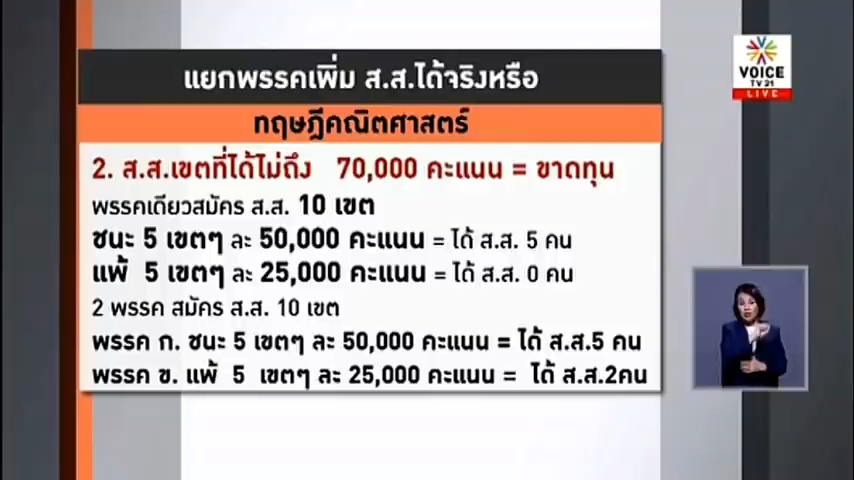 แยกพรรคเพิ่ม ส.ส.ได้จริงหรือ
ทฤษฎีคณิตศาสตร์
2. ส.ส.เขตที่ได้ไม่ถึง 70,000 คะแนน = ขาดทุน
พรรคเดียวสมัคร ส.ส. 10 เขต
ชนะ 5 เขตๆ ละ 50,000 คะแนน = ได้ ส.ส. 5 คน
แพ้ 5 เขตๆ ละ 25,000 คะแนน = ได้ ส.ส. 0 คน
2 พรรค สมัคร ส.ส. 10 เขต
พรรค ก. ชนะ 5 เขตๆ ละ 50,000 คะแนน = ได้ ส.ส.5 คน
พรรค ข. แพ้ 5 เขตๆ ละ 25,000 คะแนน = ได้ ส.ส.2คน
VOICE
TV 21
LIVE